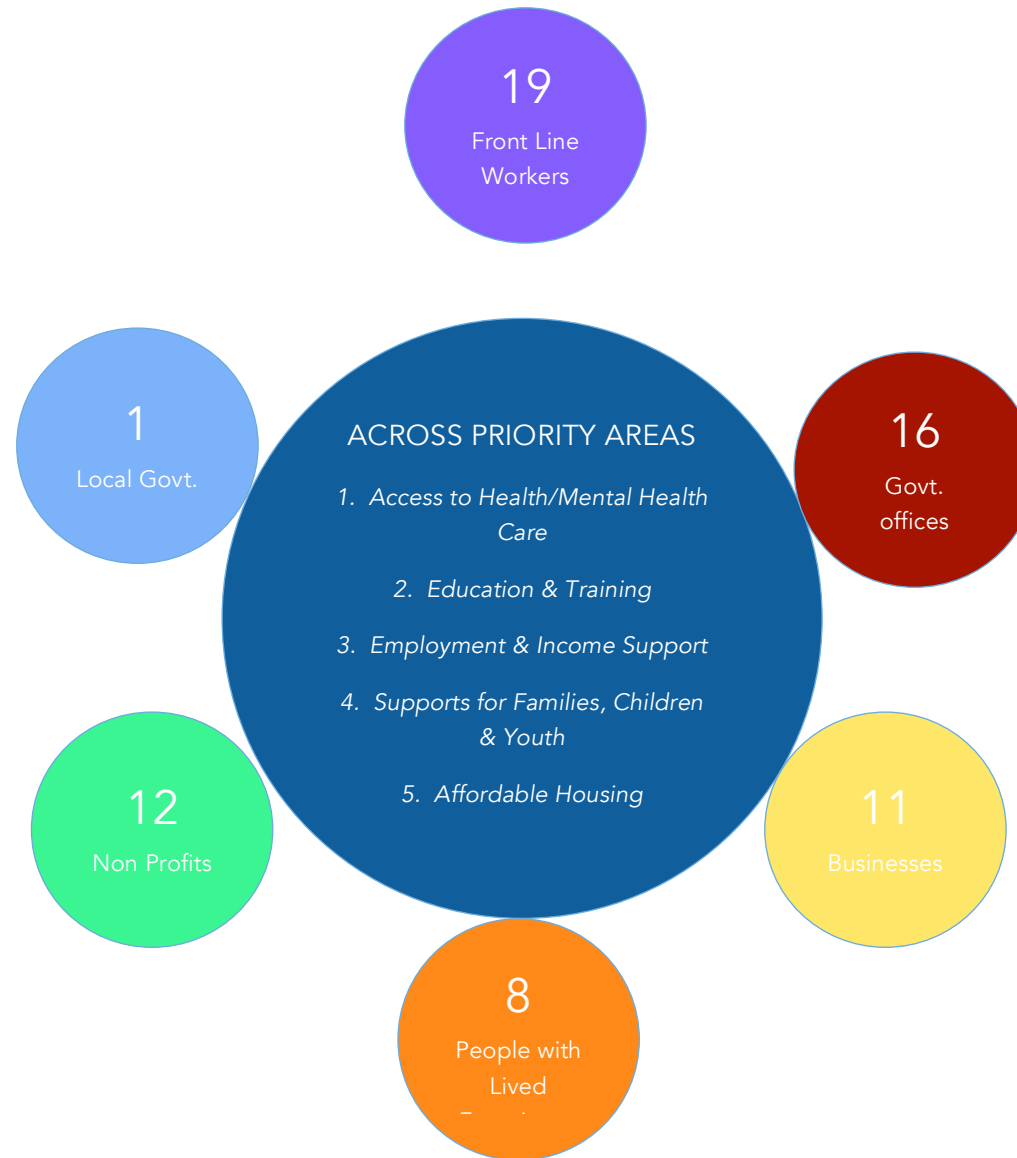 19
Front Line
Workers
1
Local Govt.
ACROSS PRIORITY AREAS
1. Access to Health/Mental Health
Care
2. Education & Training
3. Employment & Income Support
4. Supports for Families, Children
& Youth
5. Affordable Housing
16
Govt.
offices
12
Non Profits
11
Businesses
8
People with
Lived